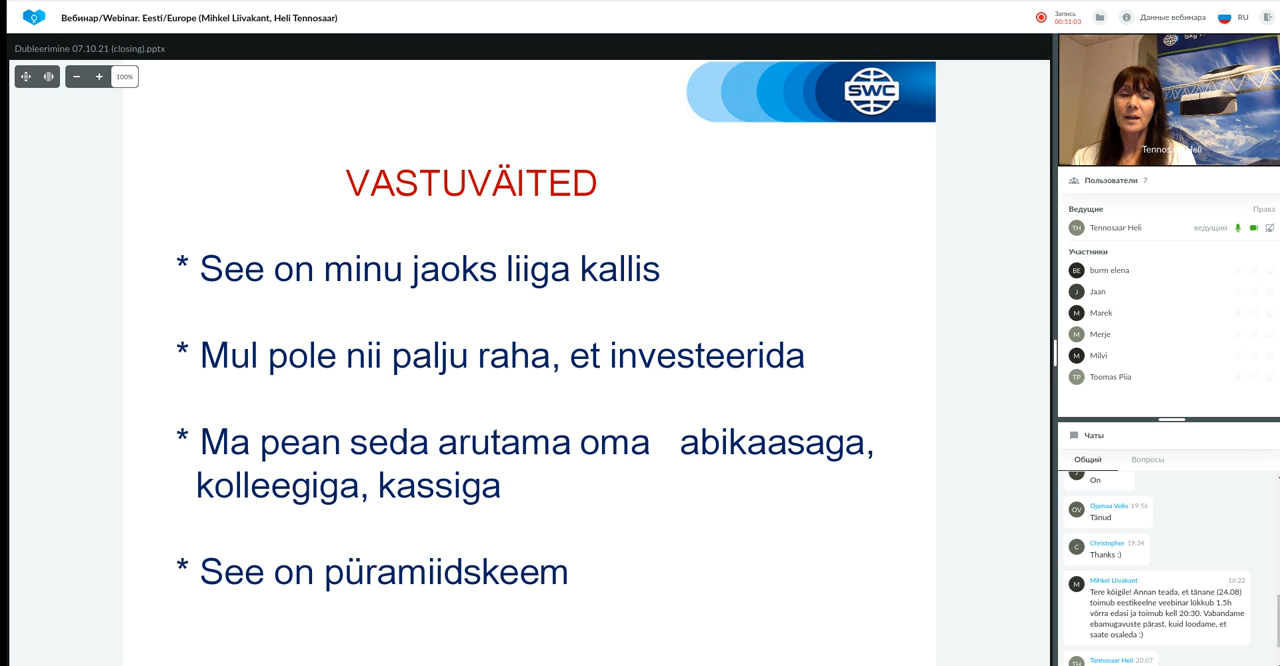 Вебинар/Webinar. Eesti/Europe (Mihkel Liivakant, Heli Tennosaar)
Запись
00:51:03
Данные вебинара
RU
Dubleerimine 07.10.21 (closing).pptx
100%
SWC
VASTUVÄITED
* See on minu jaoks liiga kallis
* Mul pole nii palju raha, et investeerida
* Ma pean seda arutama oma abikaasaga,
kolleegiga, kassiga
* See on püramiidskeem
Пользователи 7
Ведущие
Права
TH Tennosaar Heli ведущий
Участники
BE burm elena
J Jaan
M Marek
M Merje
M Milvi
TP Toomas Piia
Чаты
Общий Вопросы
On
OV Ojamaa Vello 19:56
Tänud
C Christopher 19:34
Thanks :)
M Mihkel Liivakant 16:22
Tere kõigile! Annan teada, et tänane (24.08)
toimub eestikeelne veebinar lükkub 1.5h
võrra edasi ja toimub kell 20:30. Vabandame
ebamugavuste pärast, kuid loodame, et
saate osaleda :)
TH Tennosaar Heli 20:07